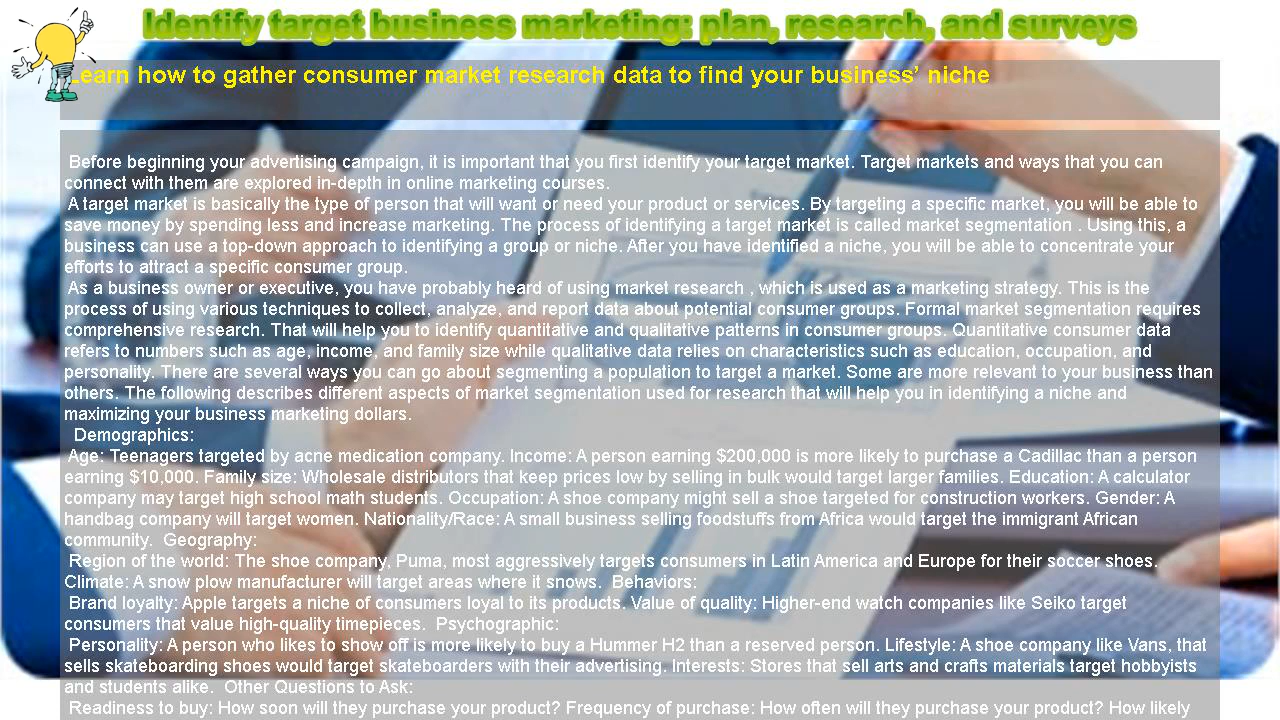 Identify target business marketing: plan, research, and surveys
Learn how to gather consumer market research data to find your business’ niche
Before beginning your advertising campaign, it is important that you first identify your target market. Target markets and ways that you can
connect with them are explored in-depth in online marketing courses.
A target market is basically the type of person that will want or need your product or services. By targeting a specific market, you will be able to
save money by spending less and increase marketing. The process of identifying a target market is called market segmentation . Using this, a
business can use a top-down approach to identifying a group or niche. After you have identified a niche, you will be able to concentrate your
efforts to attract a specific consumer group.
As a business owner or executive, you have probably heard of using market research , which is used as a marketing strategy. This is the
process of using various techniques to collect, analyze, and report data about potential consumer groups. Formal market segmentation requires
comprehensive research. That will help you to identify quantitative and qualitative patterns in consumer groups. Quantitative consumer data
refers to numbers such as age, income, and family size while qualitative data relies on characteristics such as education, occupation, and
personality. There are several ways you can go about segmenting a population to target a market. Some are more relevant to your business than
others. The following describes different aspects of market segmentation used for research that will help you in identifying a niche and
maximizing your business marketing dollars.
Demographics:
Age: Teenagers targeted by acne medication company. Income: A person earning $200,000 is more likely to purchase a Cadillac than a person
earning $10,000. Family size: Wholesale distributors that keep prices low by selling in bulk would target larger families. Education: A calculator
company may target high school math students. Occupation: A shoe company might sell a shoe targeted for construction workers. Gender: A
handbag company will target women. Nationality/Race: A small business selling foodstuffs from Africa would target the immigrant African
community.  Geography:
Region of the world: The shoe company, Puma, most aggressively targets consumers in Latin America and Europe for their soccer shoes.
Climate: A snow plow manufacturer will target areas where it snows.  Behaviors:
Brand loyalty: Apple targets a niche of consumers loyal to its products. Value of quality: Higher-end watch companies like Seiko target
consumers that value high-quality timepieces.  Psychographic:
Personality: A person who likes to show off is more likely to buy a Hummer H2 than a reserved person. Lifestyle: A shoe company like Vans, that
sells skateboarding shoes would target skateboarders with their advertising. Interests: Stores that sell arts and crafts materials target hobbyists
and students alike.  Other Questions to Ask:
Readiness to buy: How soon will they purchase your product? Frequency of purchase: How often will they purchase your product? How likely